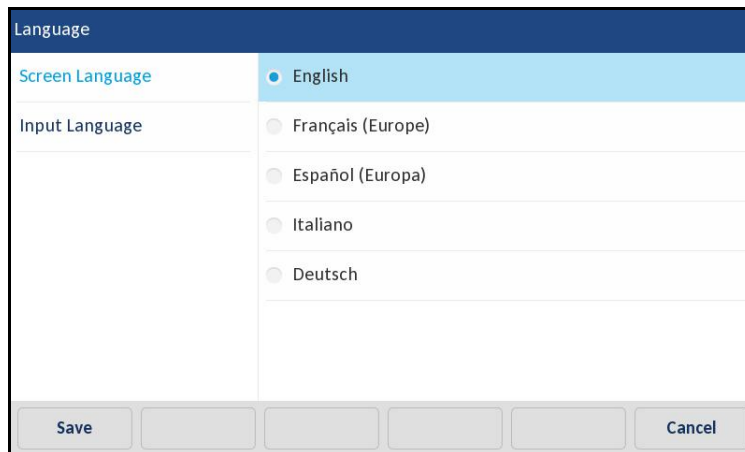 Language
Screen Language
Input Language
English
Français (Europe)
Español (Europa)
Italiano
Deutsch
Save
Cancel